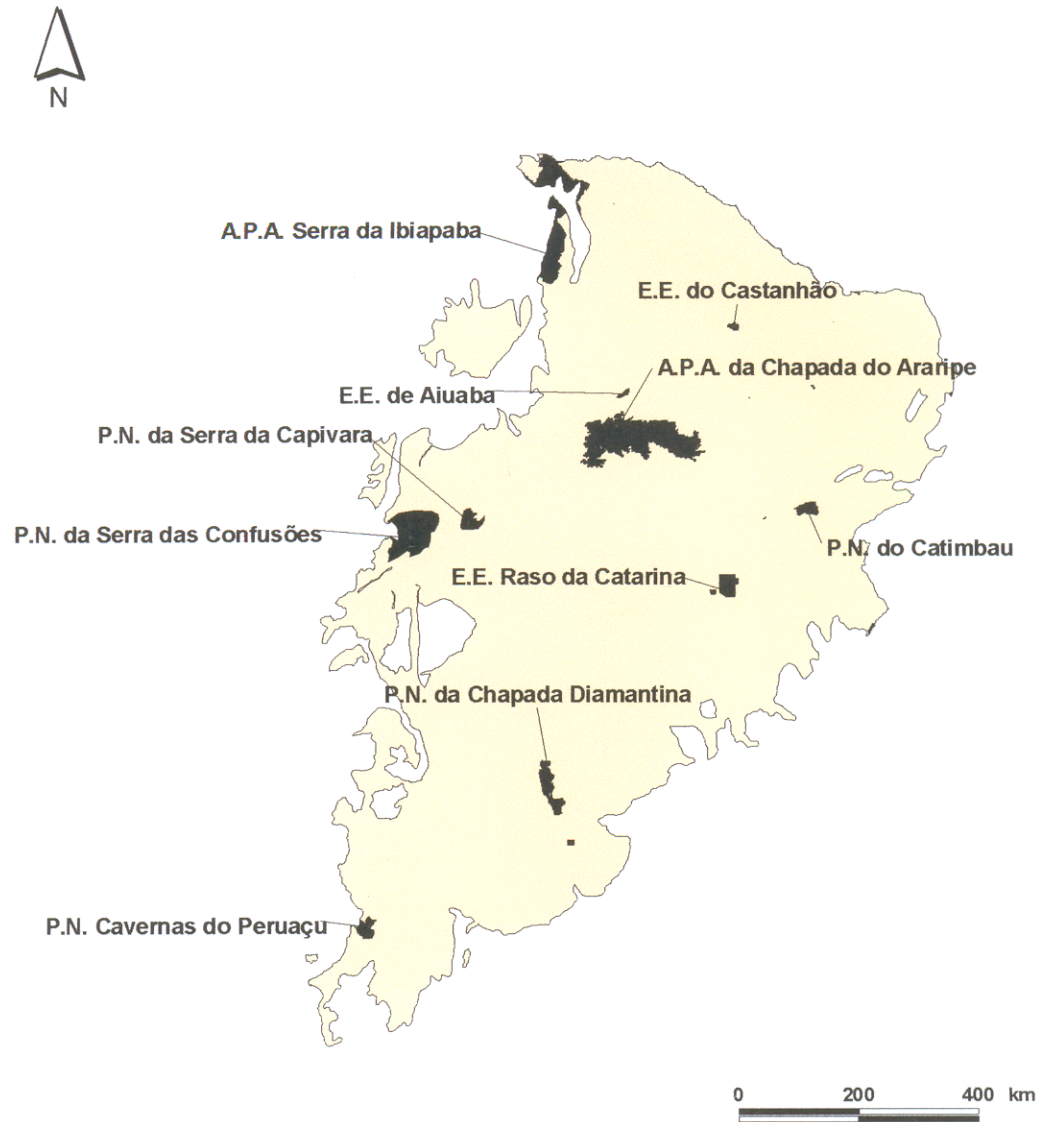 N
A.P.A. Serra da Ibiapaba
E.E. do Castanhão
A.P.A. da Chapada do Araripe
E.E. de Aiuaba
P.N. da Serra da Capivara
P.N. da Serra das Confusões
P.N. do Catimbau
E.E. Raso da Catarina
P.N. da Chapada Diamantina
P.N. Cavernas do Peruaçu
0 200 400 km